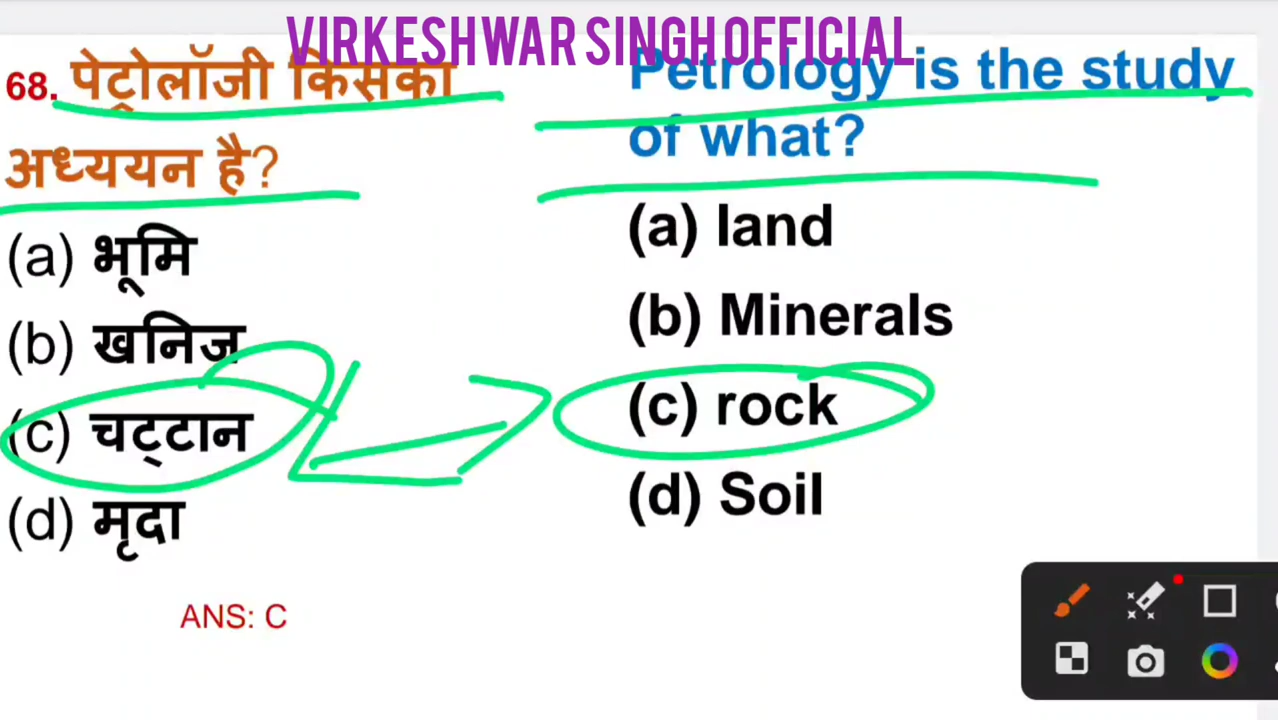 VIRKESHWAR SINGH OFFICIAL
68. पेट्रोलॉजी किसका
अध्ययन है?
(a) भूमि
(b) खनिज
(c) चट्टान
(d) मृदा
ANS: C
Petrology is the study
of what?
(a) land
(b) Minerals
(c) rock
(d) Soil